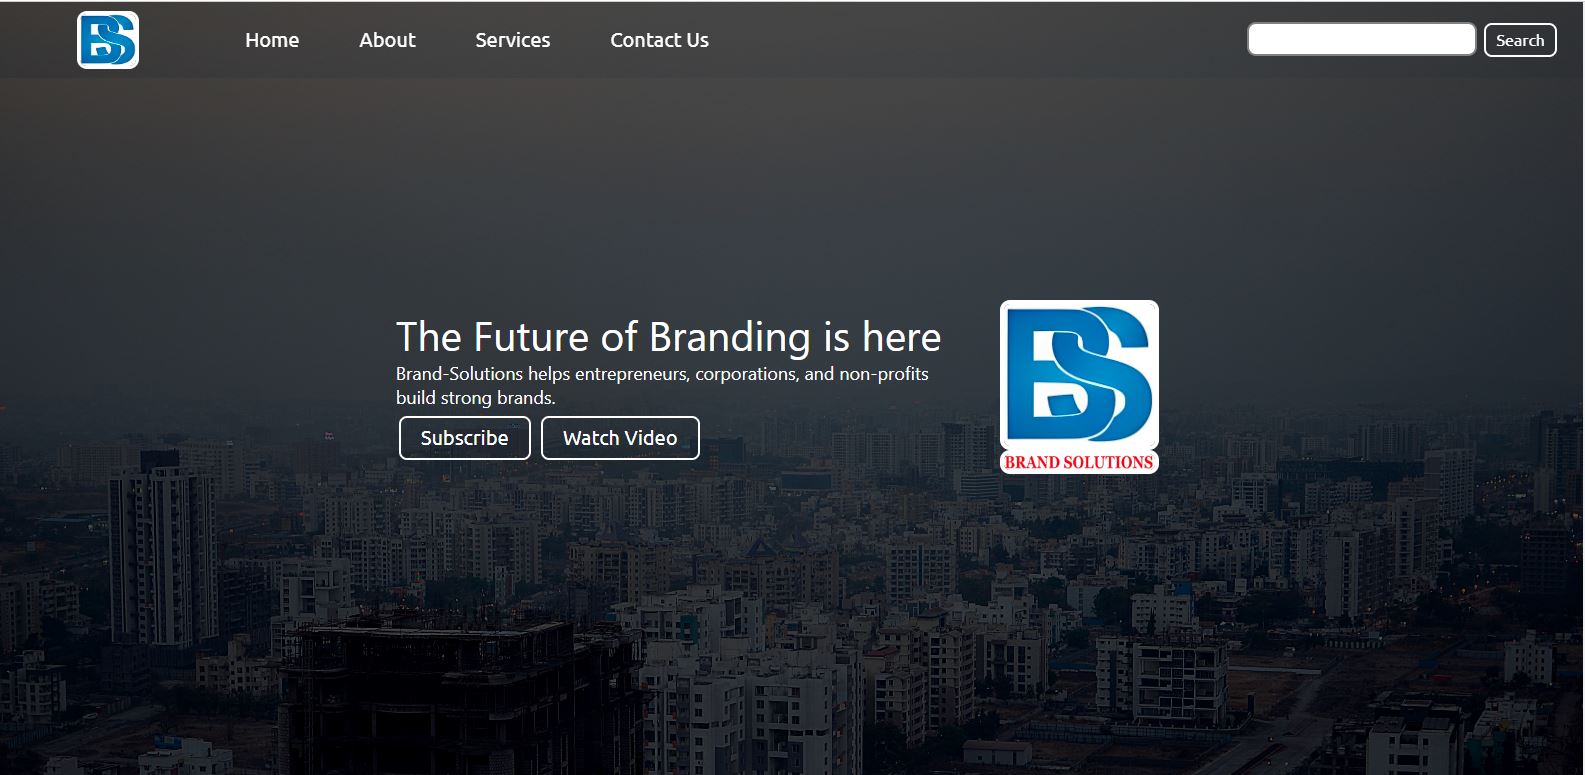 BS
Home
About
Services
Contact Us
Search
The Future of Branding is here
Brand-Solutions helps entrepreneurs, corporations, and non-profits
build strong brands.
Subscribe
Watch Video
BS
BRAND SOLUTIONS